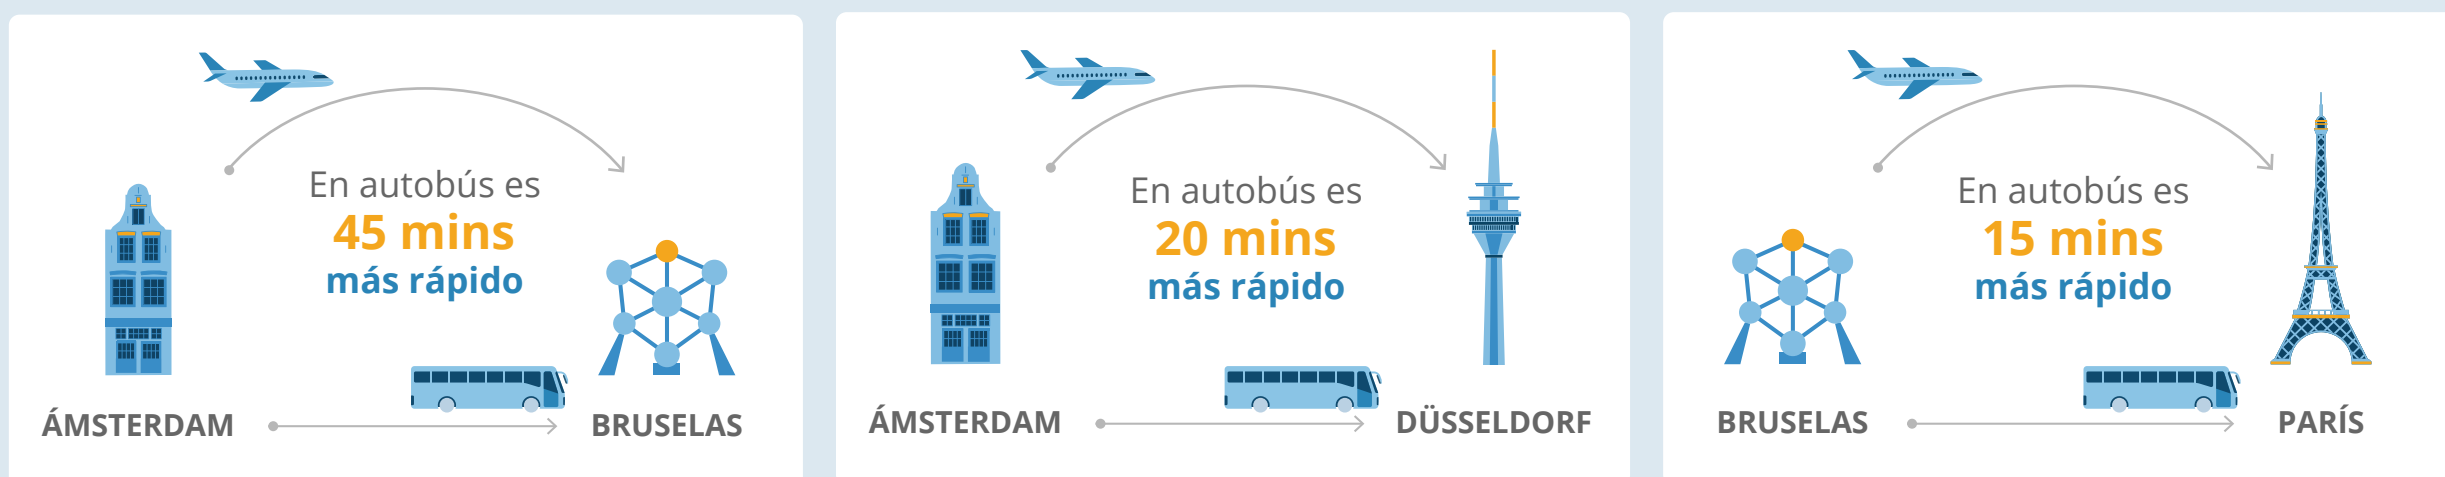 En autobús es
45 mins
más rápido
ÁMSTERDAM
BRUSELAS
En autobús es
20 mins
más rápido
ÁMSTERDAM
DÜSSELDORF
En autobús es
15 mins
más rápido
BRUSELAS
PARÍS